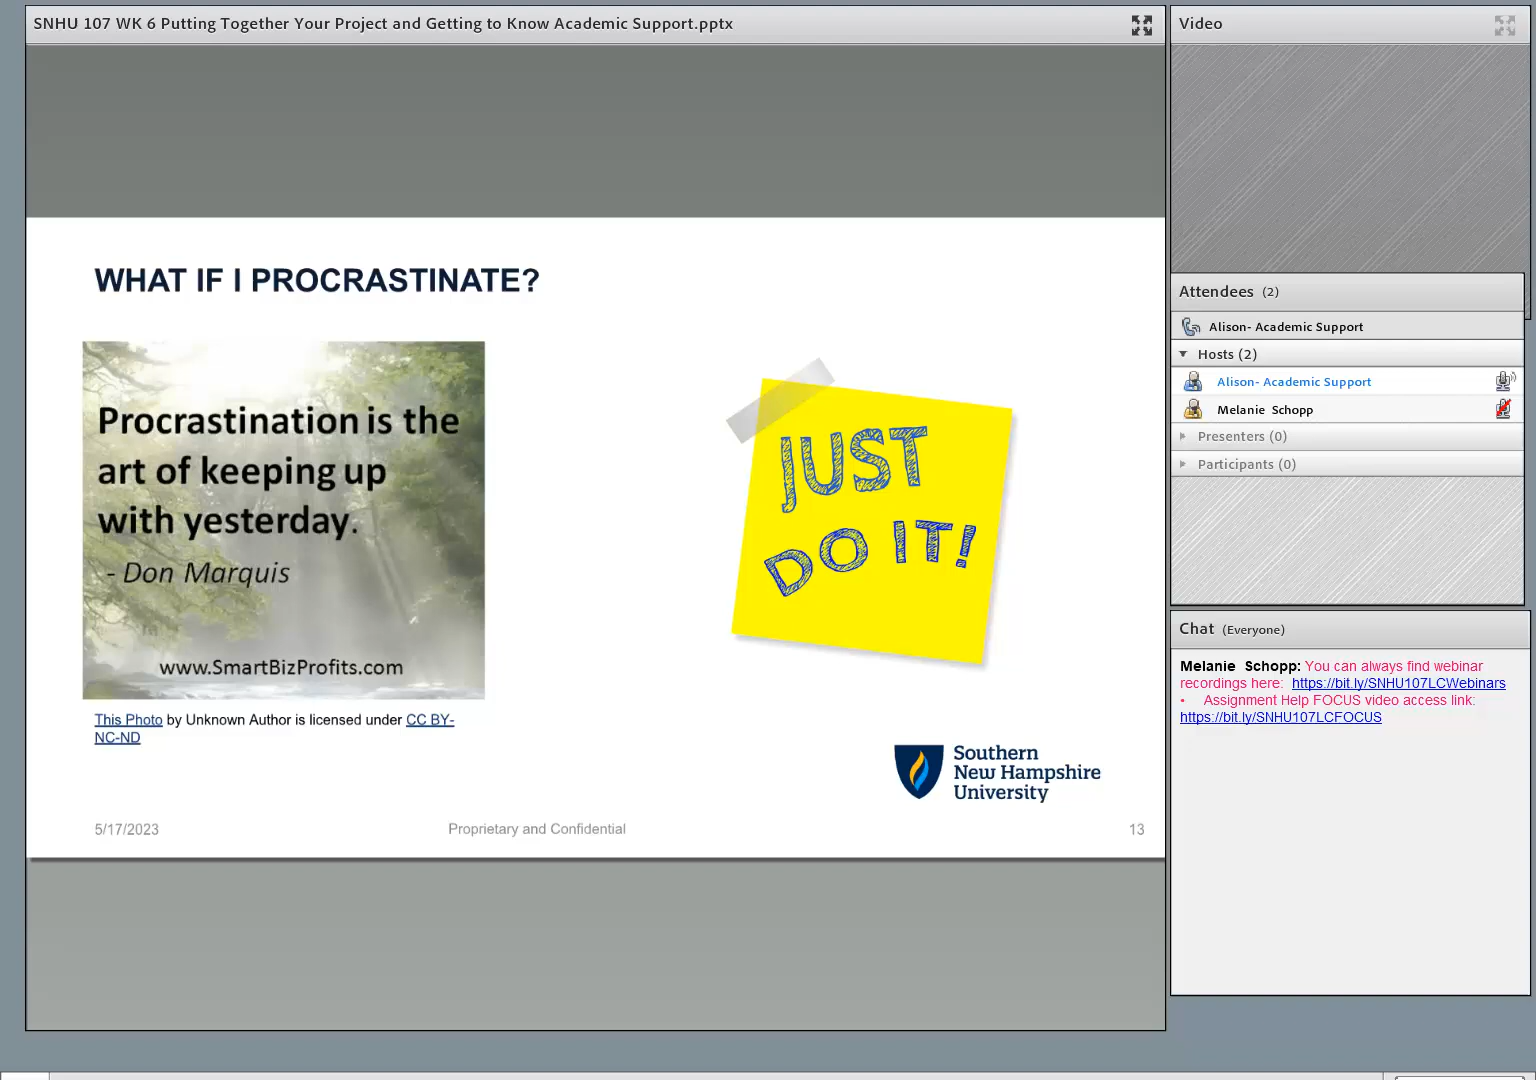 SNHU 107 WK 6 Putting Together Your Project and Getting to Know Academic Support.pptx
WHAT IF I PROCRASTINATE?
Procrastination is the
art of keeping up
with yesterday.
- Don Marquis
www.SmartBizProfits.com
This Photo by Unknown Author is licensed under CC BY-
NC-ND
JUST
DO IT!
Southern
New Hampshire
University
5/17/2023
Proprietary and Confidential
13
Video
Attendees (2)
Alison- Academic Support
Hosts (2)
Alison- Academic Support
Melanie Schopp
Presenters (0)
Participants (0)
Chat (Everyone)
Melanie Schopp: You can always find webinar
recordings here: https://bit.ly/SNHU107LCWebinars
• Assignment Help FOCUS video access link:
https://bit.ly/SNHU107LCFOCUS